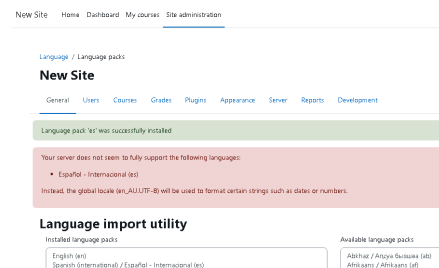 New Site Home Dashboard My courses Site administration
Language / Language packs
New Site
General Users Courses Grades Plugins Appearance Server Reports Development
Language pack 'es' was successfully installed
Your server does not seem to fully support the following languages:
• Español - Internacional (es)
Instead, the global locale (en_AU.UTF-8) will be used to format certain strings such as dates or numbers.
Language import utility
Installed language packs Available language packs
English (en) Abkhaz / Аҧсуа бызшәа (ab)
Spanish (international) / Español - Internacional (es) Afrikaans / Afrikaans (af)